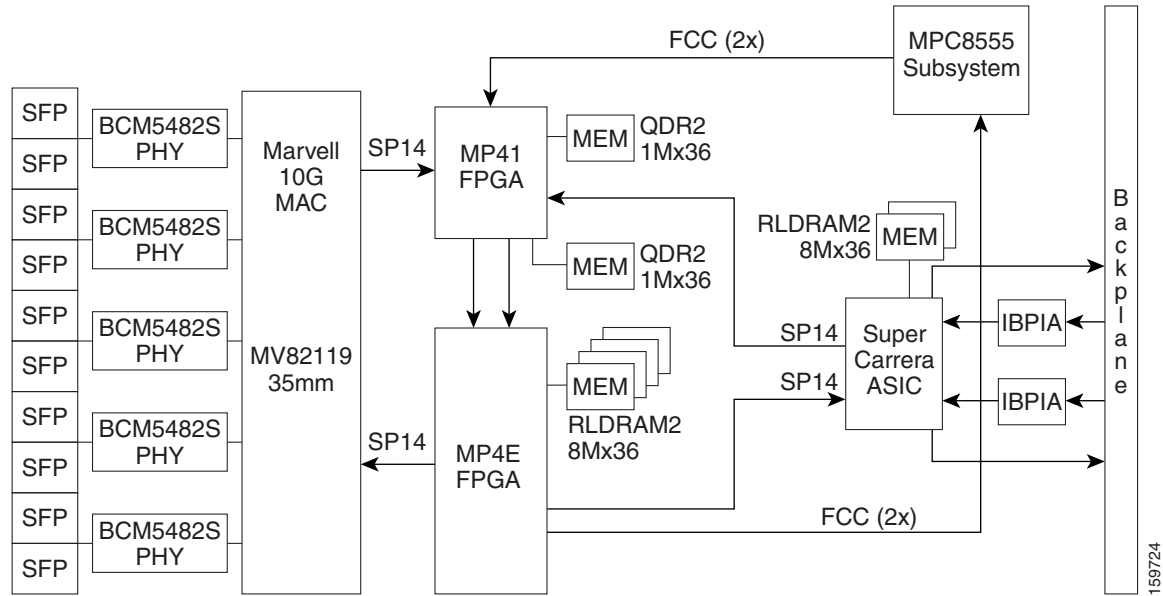 FCC (2x)
MPC8555
Subsystem
SFP
SFP
SFP
SFP
SFP
SFP
SFP
SFP
SFP
SFP
BCM5482S
PHY
BCM5482S
PHY
BCM5482S
PHY
BCM5482S
PHY
BCM5482S
PHY
Marvell
10G
MAC
MV82119
35mm
SP14
SP14
MP41
FPGA
MEM
QDR2
1Mx36
MEM
QDR2
1Mx36
MP4E
FPGA
MEM
RLDRAM2
8Mx36
RLDRAM2
8Mx36
MEM
SP14
SP14
Super
Carrera
ASIC
IBPIA
IBPIA
FCC (2x)
Backplane
159724